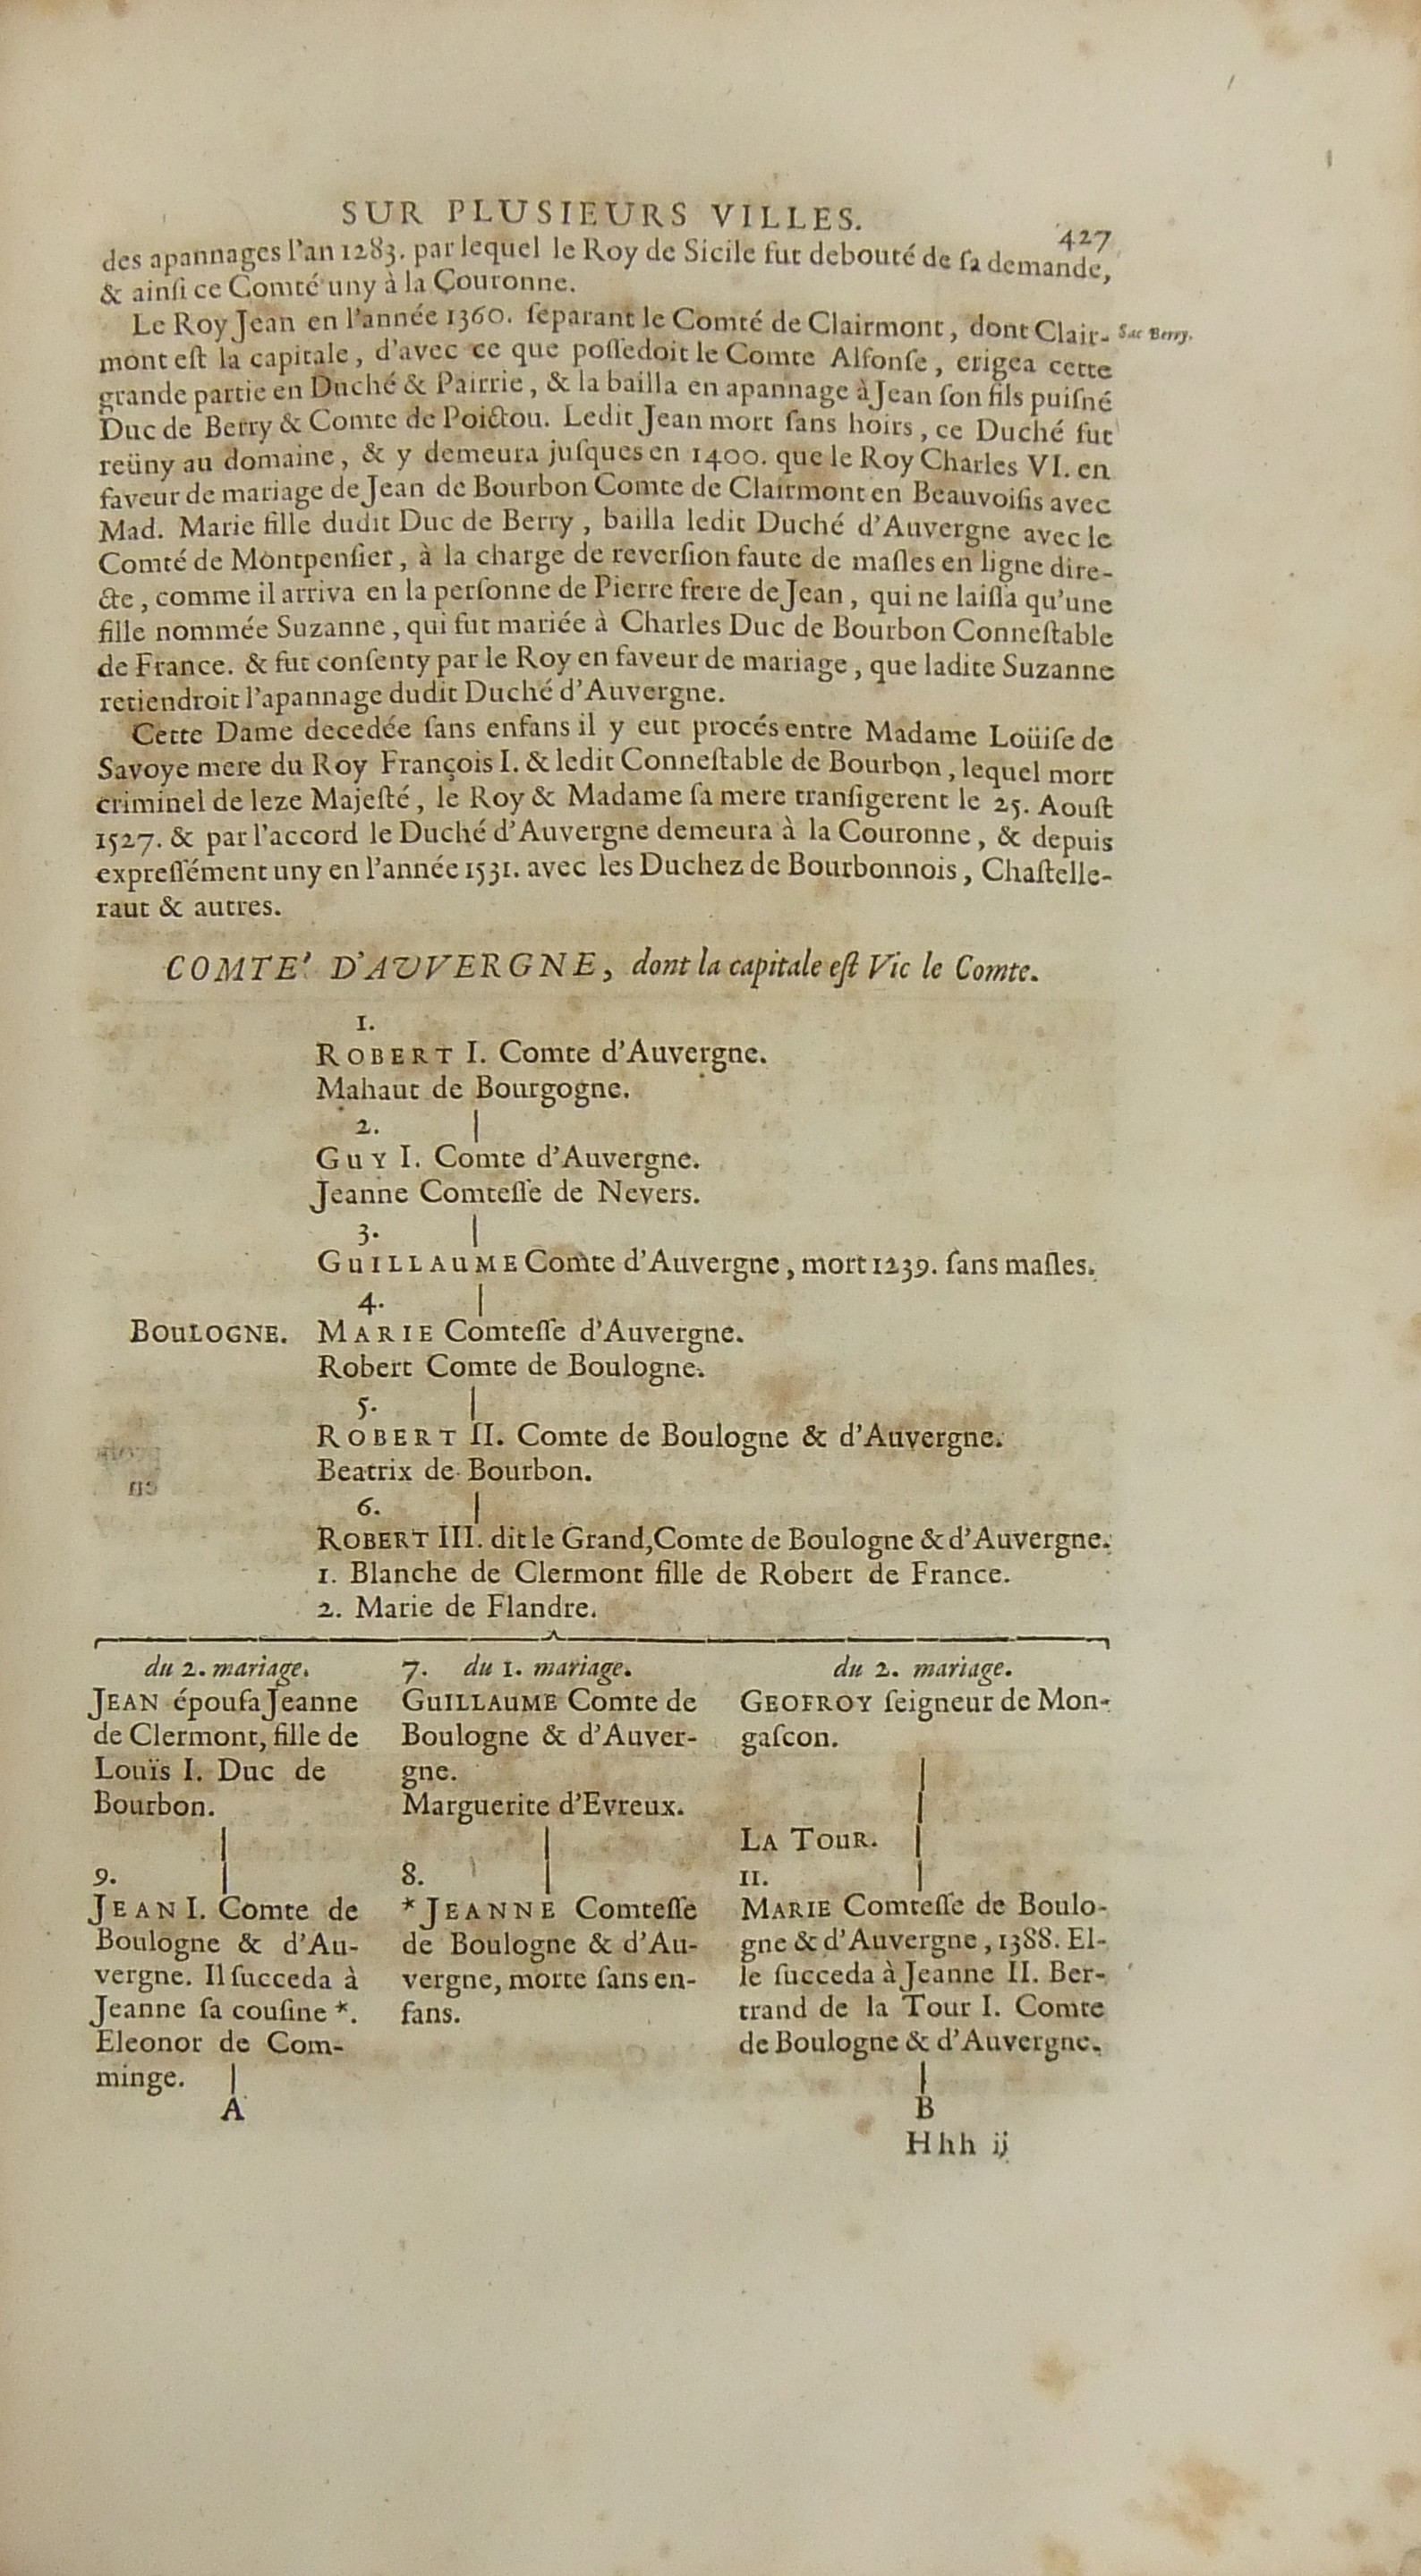 SUR PLUSIEURS VILLES.
427
des apannages l'an 1283. par lequel le Roy de Sicile fut debouté de ſa demande,
& ainſi ce Comté uny à la Couronne.
Le Roy Jean en l'année 1360. ſeparant le Comté de Clairmont, dont Clair-
Sac Berry.
mont eſt la capitale, d'avec ce que poſſedoit le Comte Alfonſe, erigea cette
grande partie en Duché & Pairrie, & la bailla en apannage à Jean ſon fils puiſné
Duc de Berry & Comte de Poictou. Ledit Jean mort ſans hoirs, ce Duché fut
reüny au domaine, & y demeura juſques en 1400. que le Roy Charles VI. en
faveur de mariage de Jean de Bourbon Comte de Clairmont en Beauvoiſis avec
Mad. Marie fille dudit Duc de Berry, bailla ledit Duché d'Auvergne avec le
Comté de Montpenſier, à la charge de reverſion faute de maſles en ligne dire-
cte, comme il arriva en la perſonne de Pierre frere de Jean, qui ne laiſſa qu'une
fille nommée Suzanne, qui fut mariée à Charles Duc de Bourbon Conneſtable
de France. & fut conſenty par le Roy en faveur de mariage, que ladite Suzanne
retiendroit l'apannage dudit Duché d'Auvergne.
Cette Dame decedée ſans enfans il y eut procés entre Madame Loüiſe de
Savoye mere du Roy François I. & ledit Conneſtable de Bourbon, lequel mort
criminel de leze Majeſté, le Roy & Madame ſa mere tranſigerent le 25. Aouſt
1527. & par l'accord le Duché d'Auvergne demeura à la Couronne, & depuis
expreſſément uny en l'année 1531. avec les Duchez de Bourbonnois, Chaſtelle-
raut & autres.
COMTE' D'AUVERGNE, dont la capitale eſt Vic le Comte.
1.
ROBERT I. Comte d'Auvergne.
Mahaut de Bourgogne.
2.
GUY I. Comte d'Auvergne.
Jeanne Comteſſe de Nevers.
3.
GUILLAUME Comte d'Auvergne, mort 1239. ſans maſles.
4.
BOULOGNE. MARIE Comteſſe d'Auvergne.
Robert Comte de Boulogne.
5.
ROBERT II. Comte de Boulogne & d'Auvergne.
Beatrix de Bourbon.
6.
ROBERT III. dit le Grand, Comte de Boulogne & d'Auvergne.
1. Blanche de Clermont fille de Robert de France.
2. Marie de Flandre.
du 2. mariage.
JEAN épouſa Jeanne
de Clermont, fille de
Louïs I. Duc de
Bourbon.
9.
JEAN I. Comte de
Boulogne & d'Au-
vergne. Il ſucceda à
Jeanne ſa couſine *.
Eleonor de Com-
minge.
A
7. du 1. mariage.
GUILLAUME Comte de
Boulogne & d'Auver-
gne.
Marguerite d'Evreux.
8.
* JEANNE Comteſſe
de Boulogne & d'Au-
vergne, morte ſans en-
fans.
du 2. mariage.
GEOFROY ſeigneur de Mon-
gaſcon.
LA TOUR.
11.
MARIE Comteſſe de Boulo-
gne & d'Auvergne, 1388. El-
le ſucceda à Jeanne II. Ber-
trand de la Tour I. Comte
de Boulogne & d'Auvergne.
B
Hhh ij